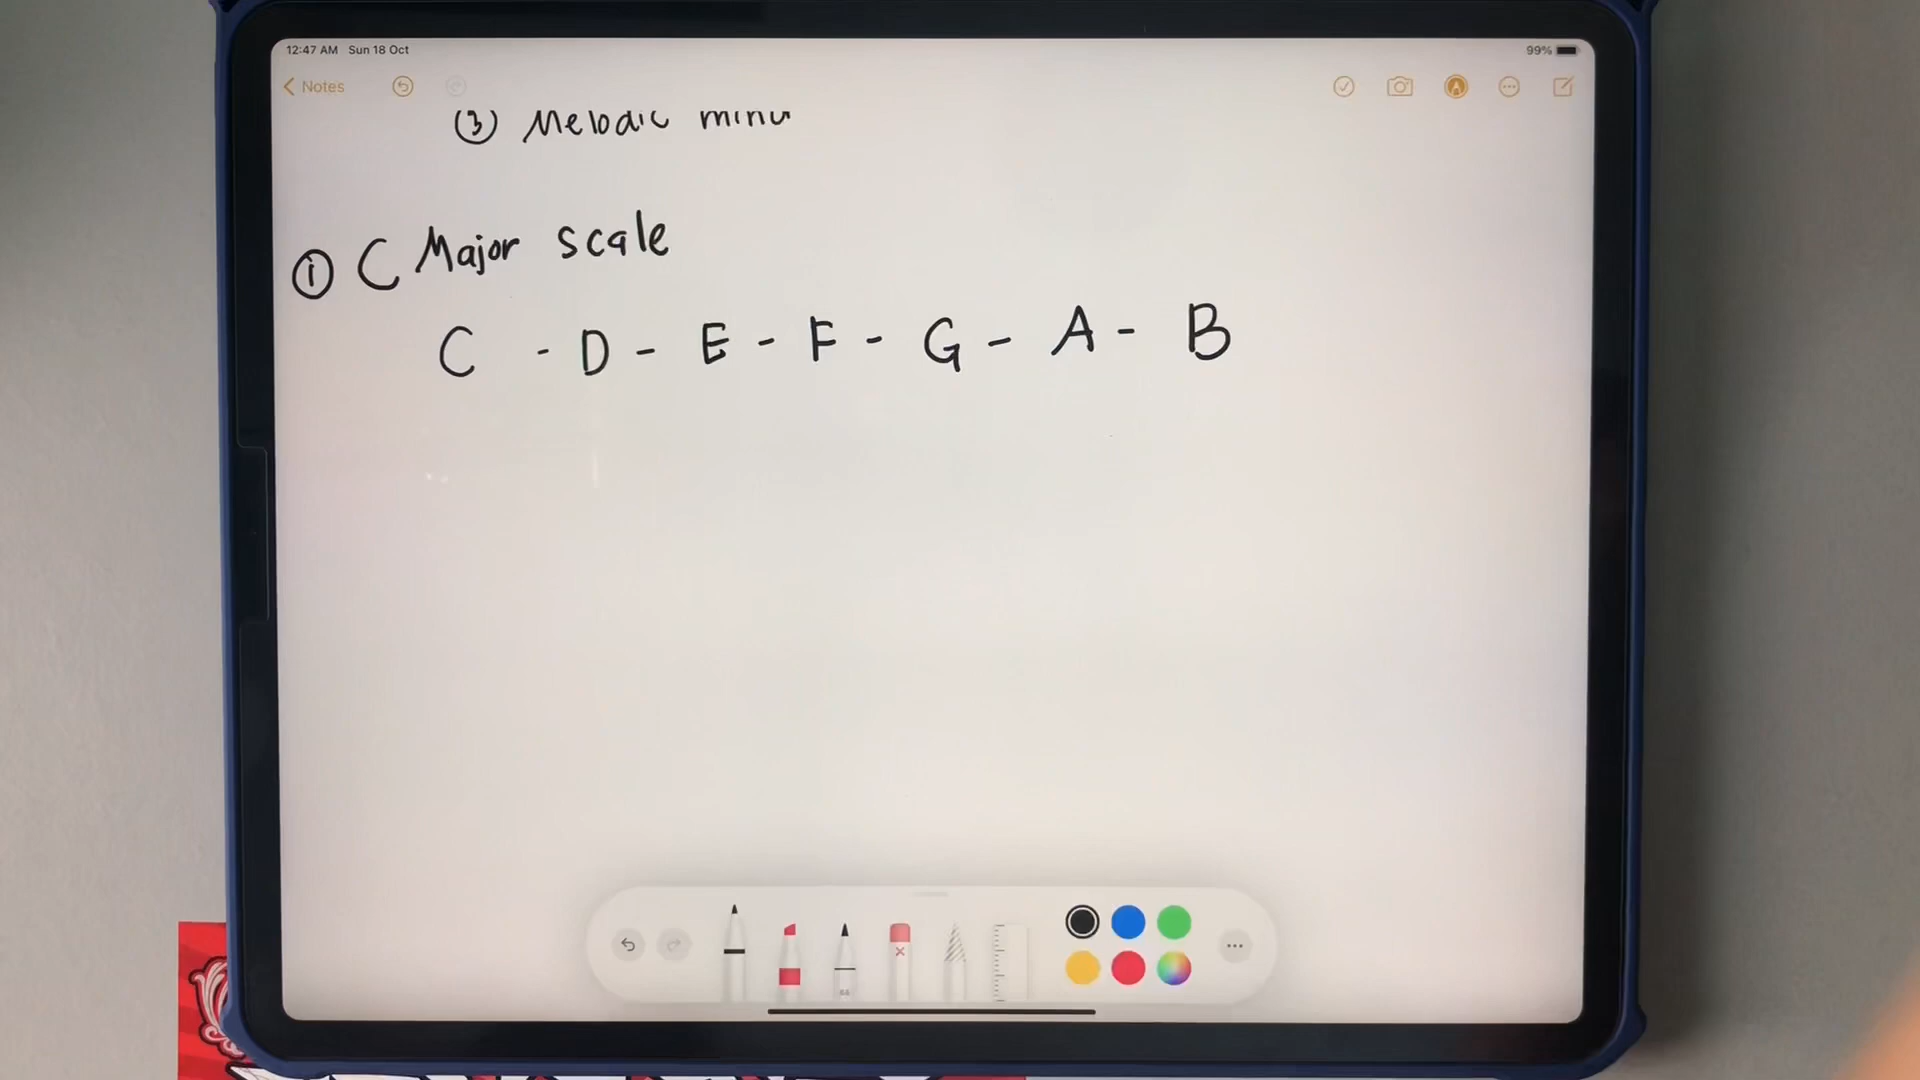 12:47 AM Sun 18 Oct
99%
Notes
③ Melodic minor
① C Major scale
C - D - E - F - G - A - B